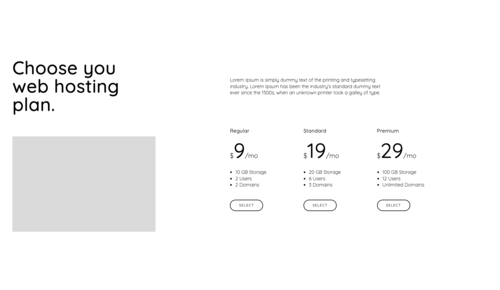 Choose you
web hosting
plan.
Lorem Ipsum is simply dummy text of the printing and typesetting
industry. Lorem Ipsum has been the industry's standard dummy text
ever since the 1500s, when an unknown printer took a galley of type
Regular
$9/mo
10 GB Storage
2 Users
2 Domains
SELECT
Standard
$19/mo
20 GB Storage
6 Users
3 Domains
SELECT
Premium
$29/mo
100 GB Storage
12 Users
Unlimited Domains
SELECT